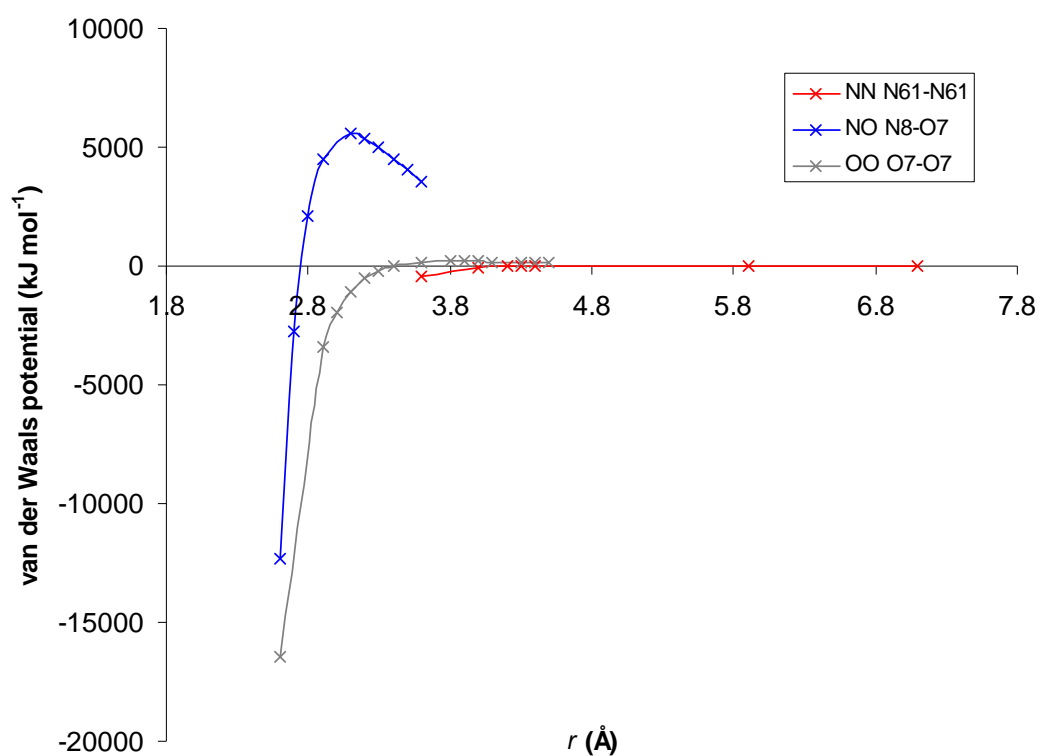 10000
5000
0
-5000
-10000
-15000
-20000
1.8
2.8
3.8
4.8
5.8
6.8
7.8
van der Waals potential (kJ mol⁻¹)
r (Å)
NN N61-N61
NO N8-O7
OO O7-O7